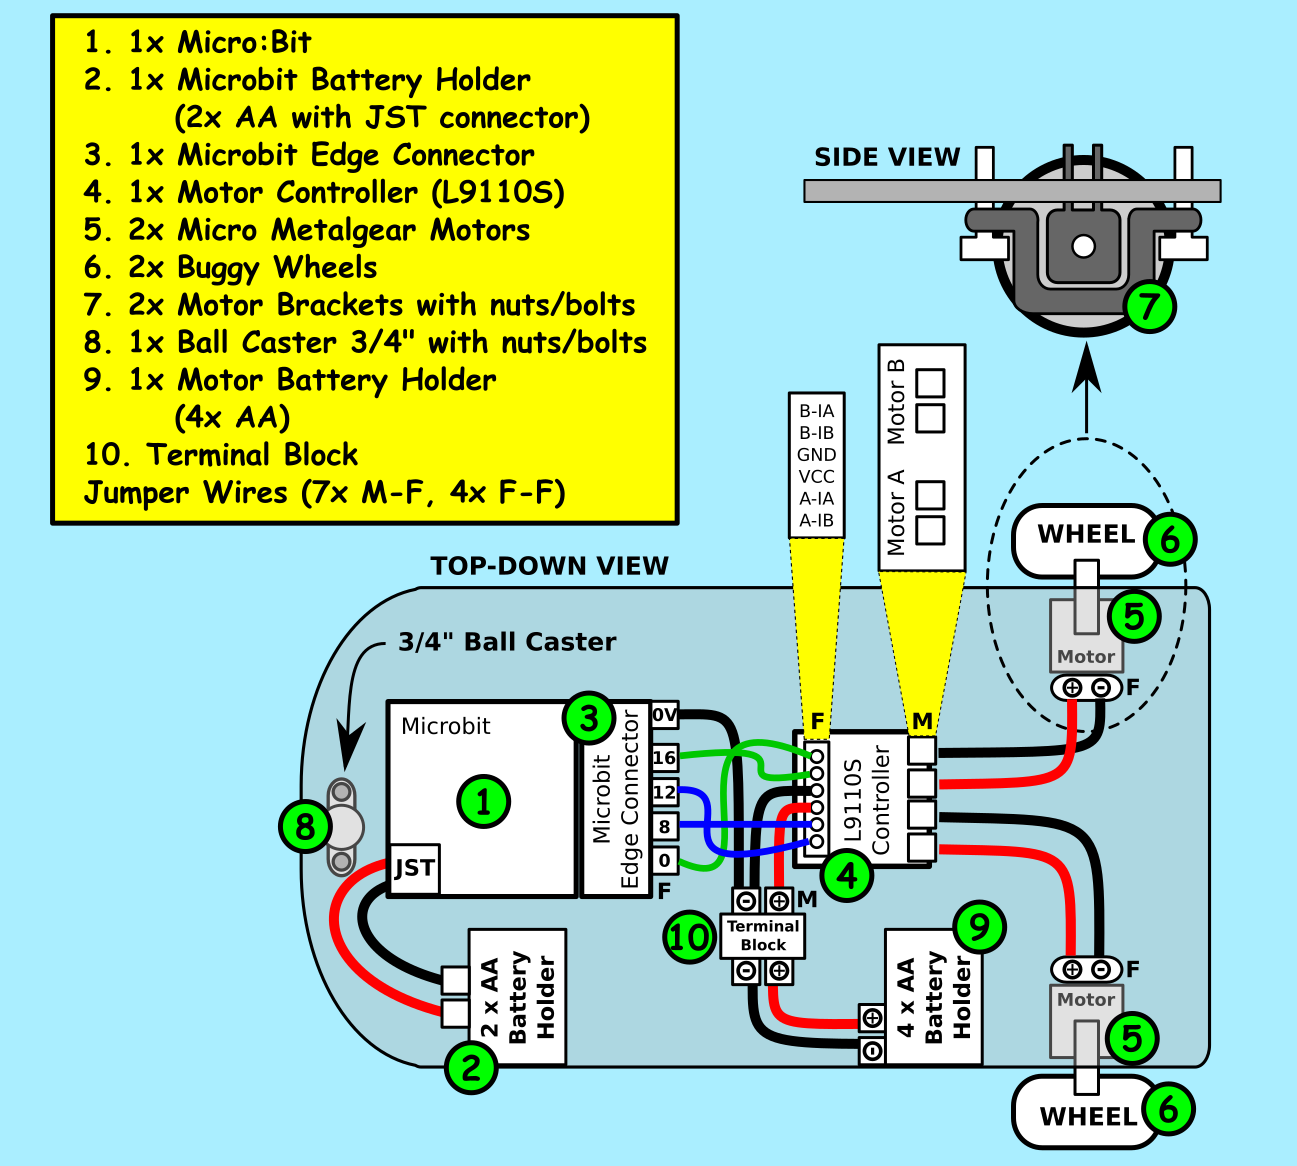 1. 1x Micro:Bit
2. 1x Microbit Battery Holder
(2x AA with JST connector)
3. 1x Microbit Edge Connector
4. 1x Motor Controller (L9110S)
5. 2x Micro Metalgear Motors
6. 2x Buggy Wheels
7. 2x Motor Brackets with nuts/bolts
8. 1x Ball Caster 3/4" with nuts/bolts
9. 1x Motor Battery Holder
(4x AA)
10. Terminal Block
Jumper Wires (7x M-F, 4x F-F)
SIDE VIEW
7
Motor B
Motor A
B-IA
B-IB
GND
VCC
A-IA
A-IB
WHEEL
6
5
Motor
+ -
F
TOP-DOWN VIEW
3/4" Ball Caster
Microbit
1
JST
3
Microbit
Edge Connector
0V
16
12
8
0
F
F
M
L9110S
Controller
4
8
- +
M
10
Terminal
Block
- +
9
4 x AA
Battery
Holder
+
-
2 x AA
Battery
Holder
2
+ -
F
Motor
5
WHEEL
6